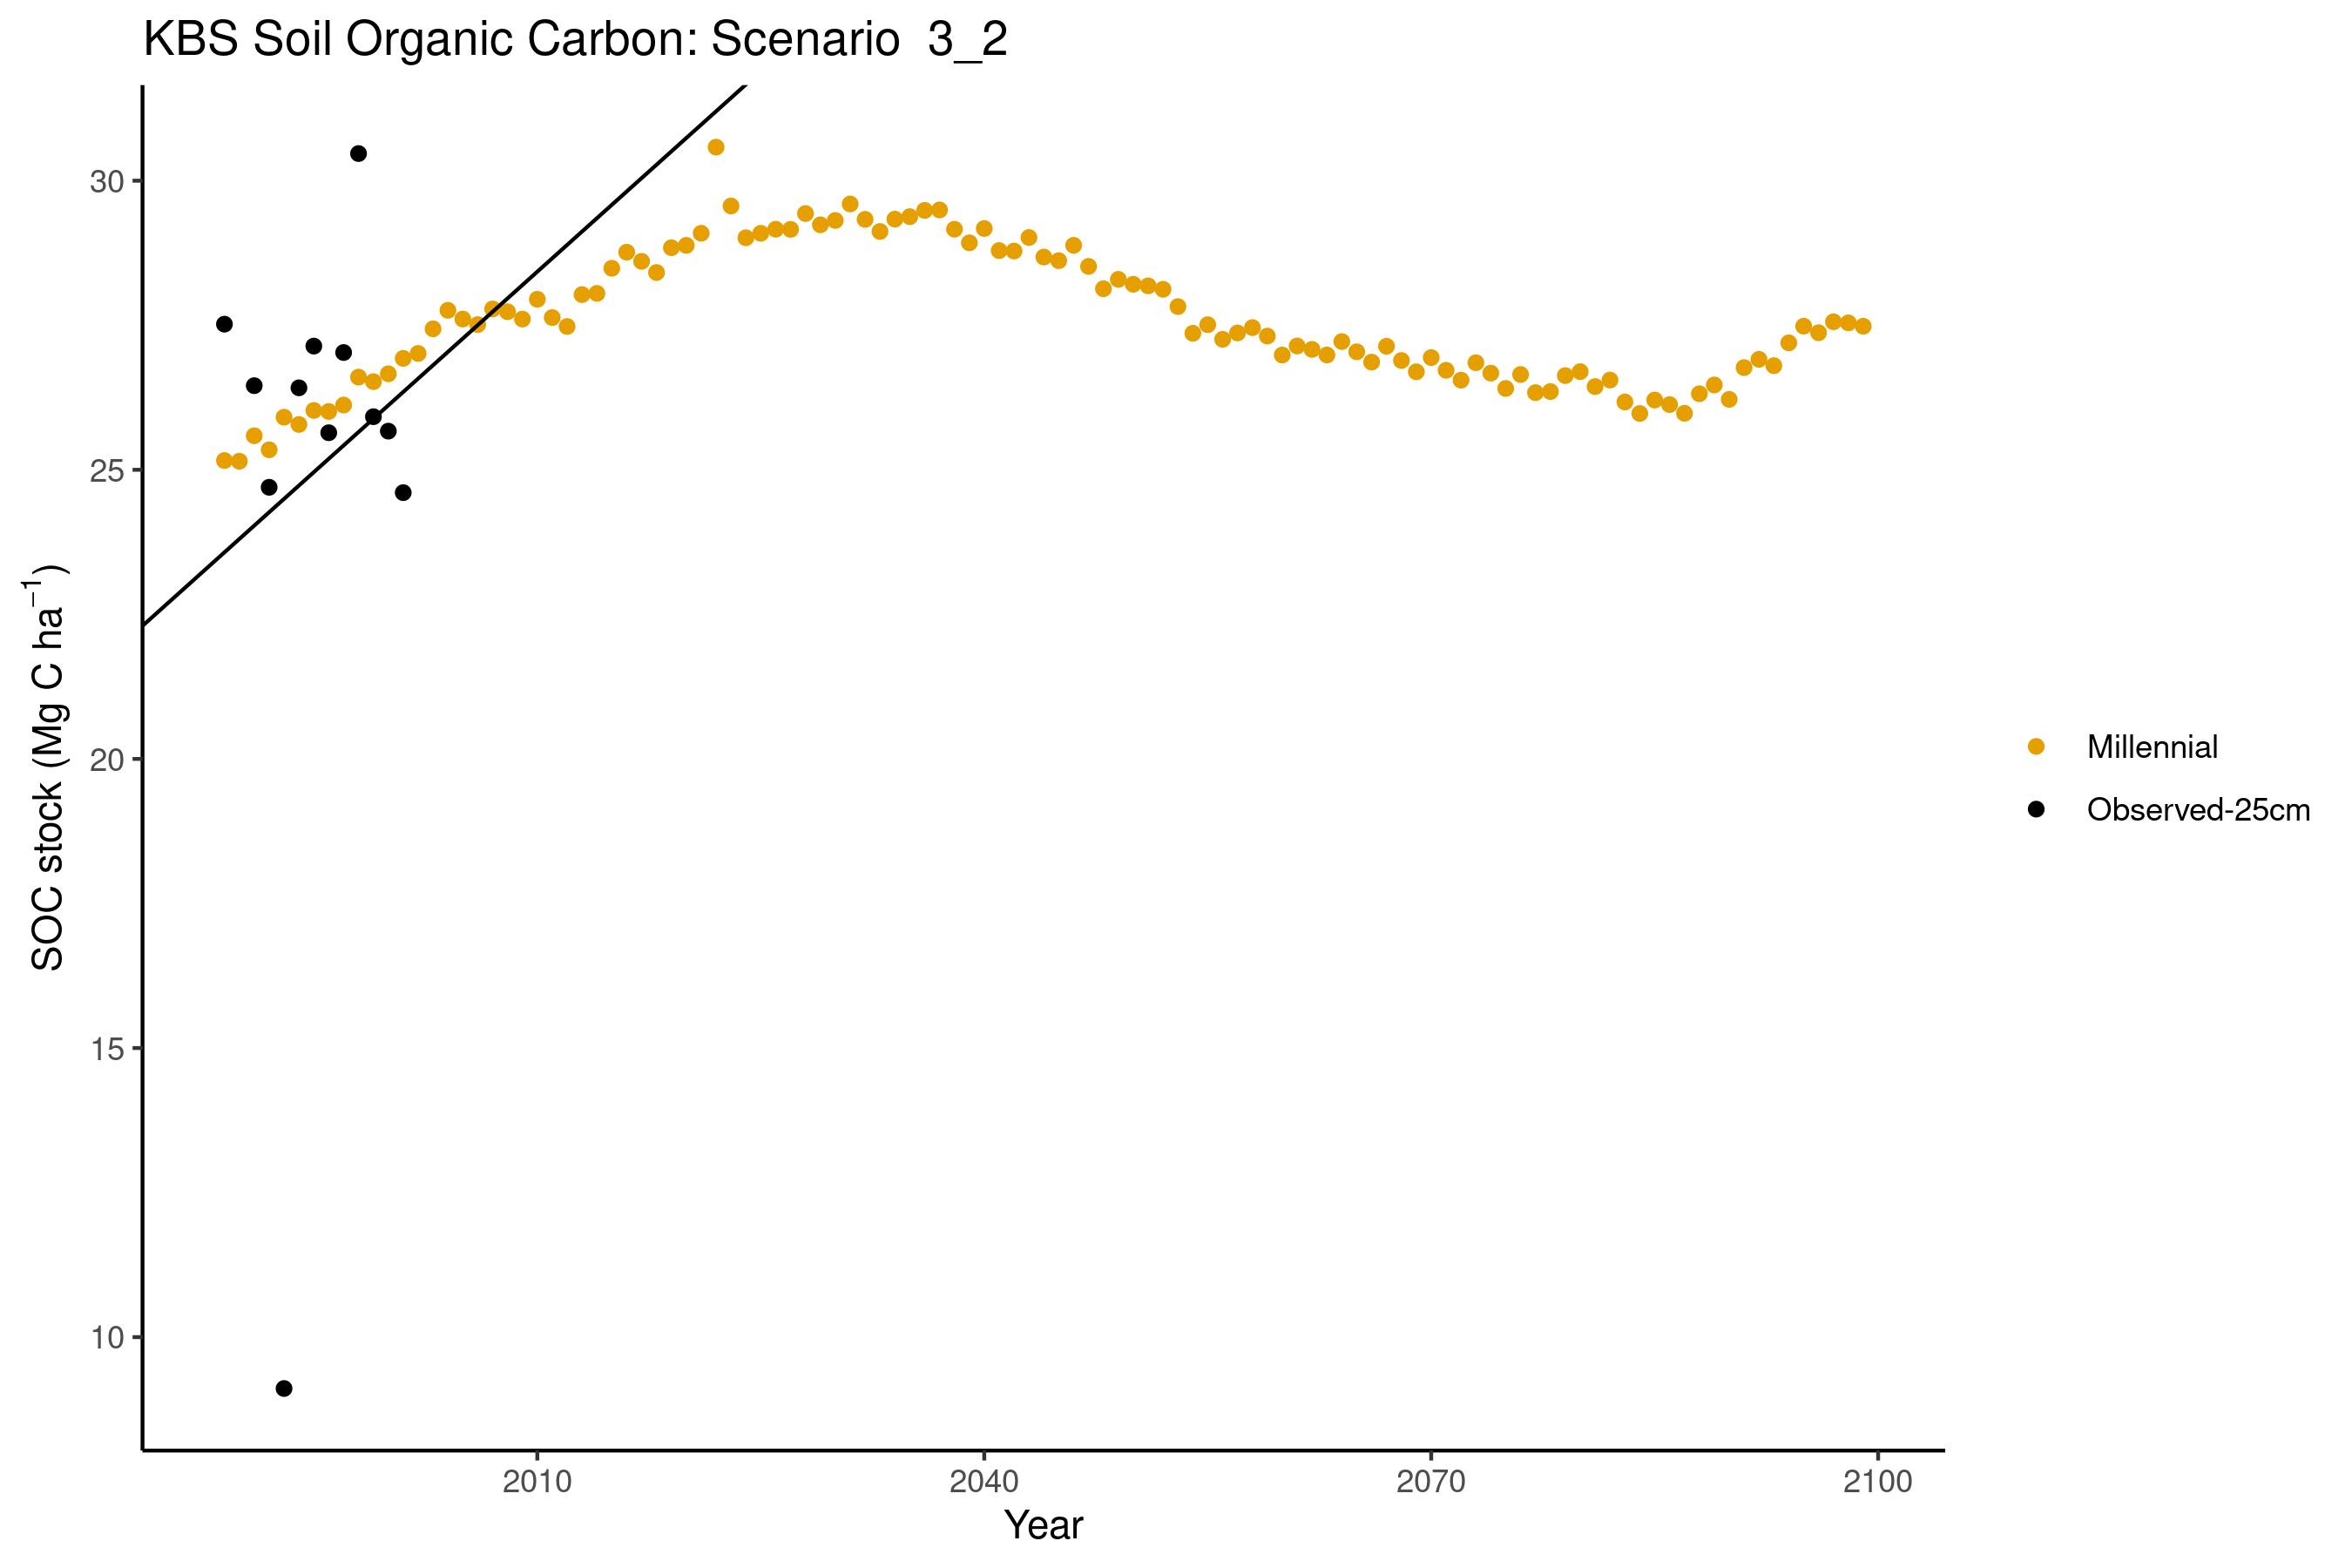 KBS Soil Organic Carbon: Scenario  3_2
SOC stock (Mg C ha⁻¹)
30
25
20
15
10
Millennial
Observed-25cm
2010
2040
2070
2100
Year